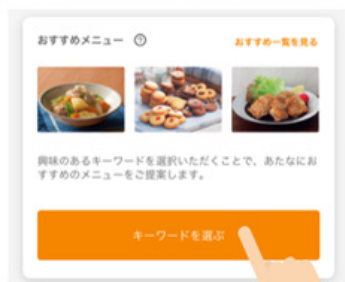 おすすめメニュー ?
おすすめ一覧を見る
興味のあるキーワードを選択いただくことで、あたなにお
すすめのメニューをご提案します。
キーワードを選ぶ